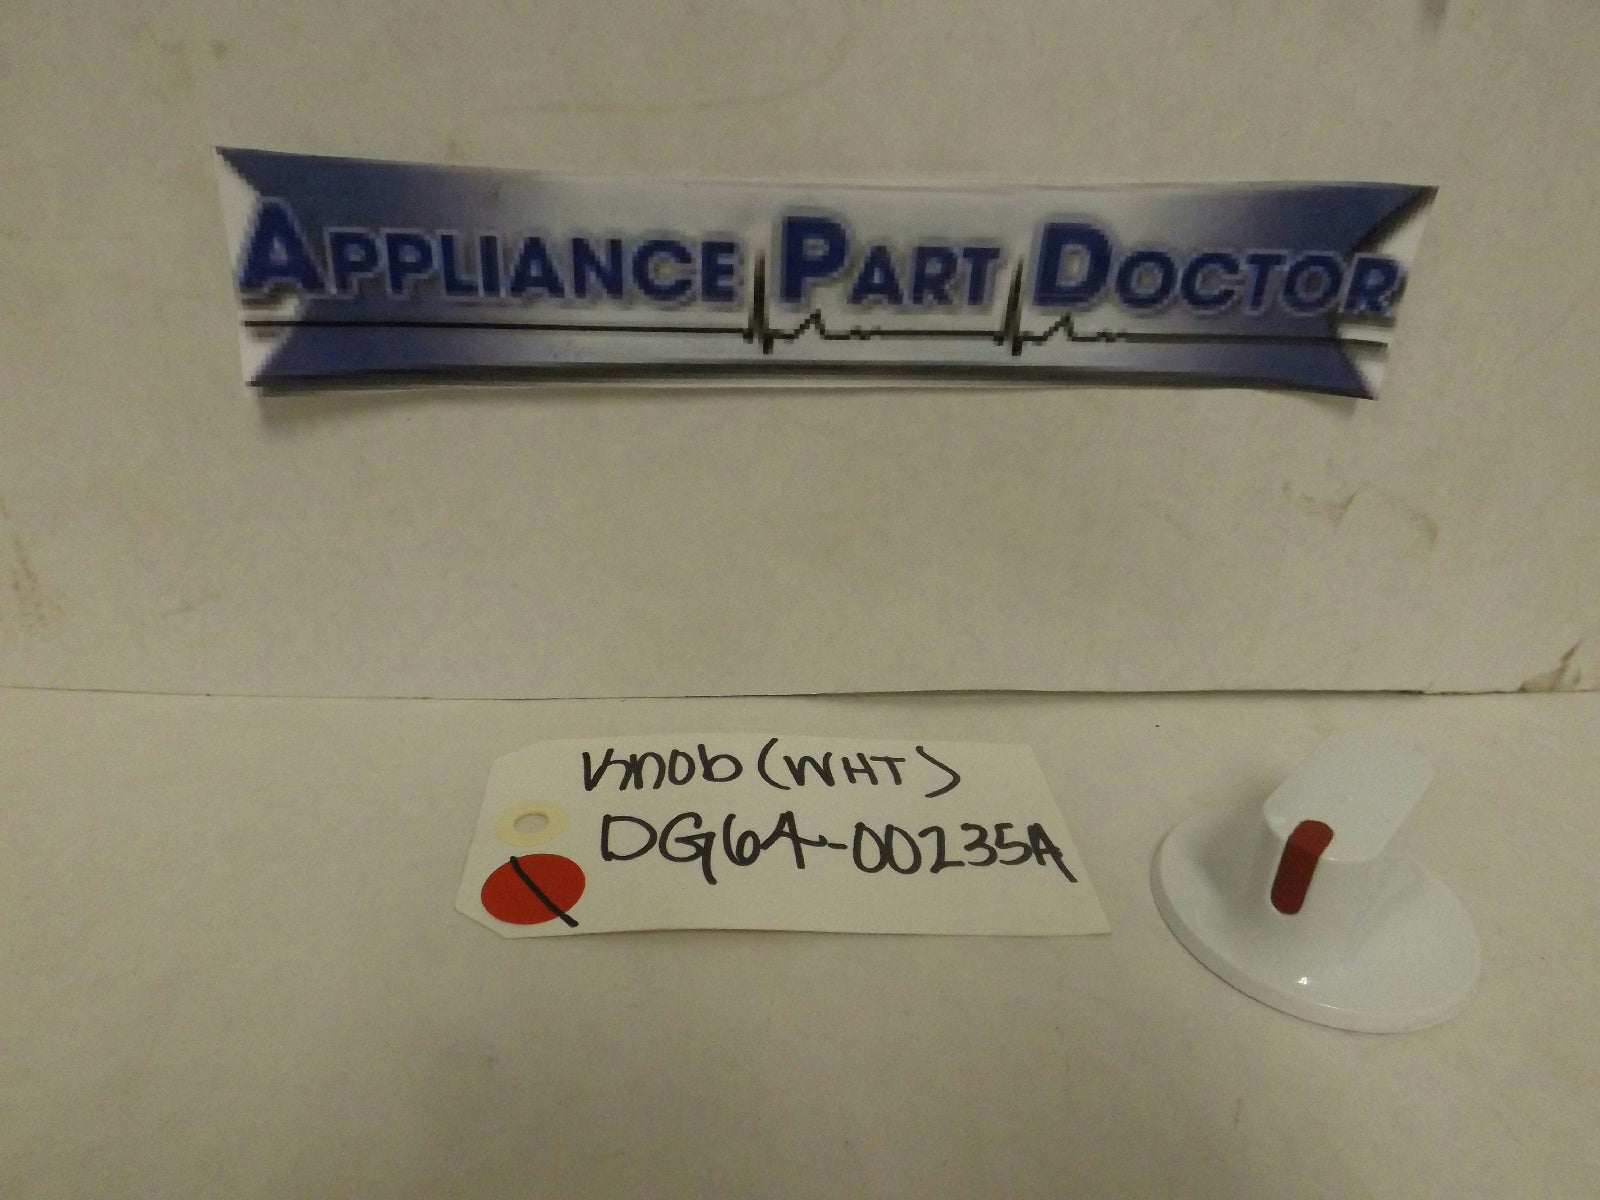 APPLIANCE PART DOCTOR
Knob (WHT)
DG64-00235A